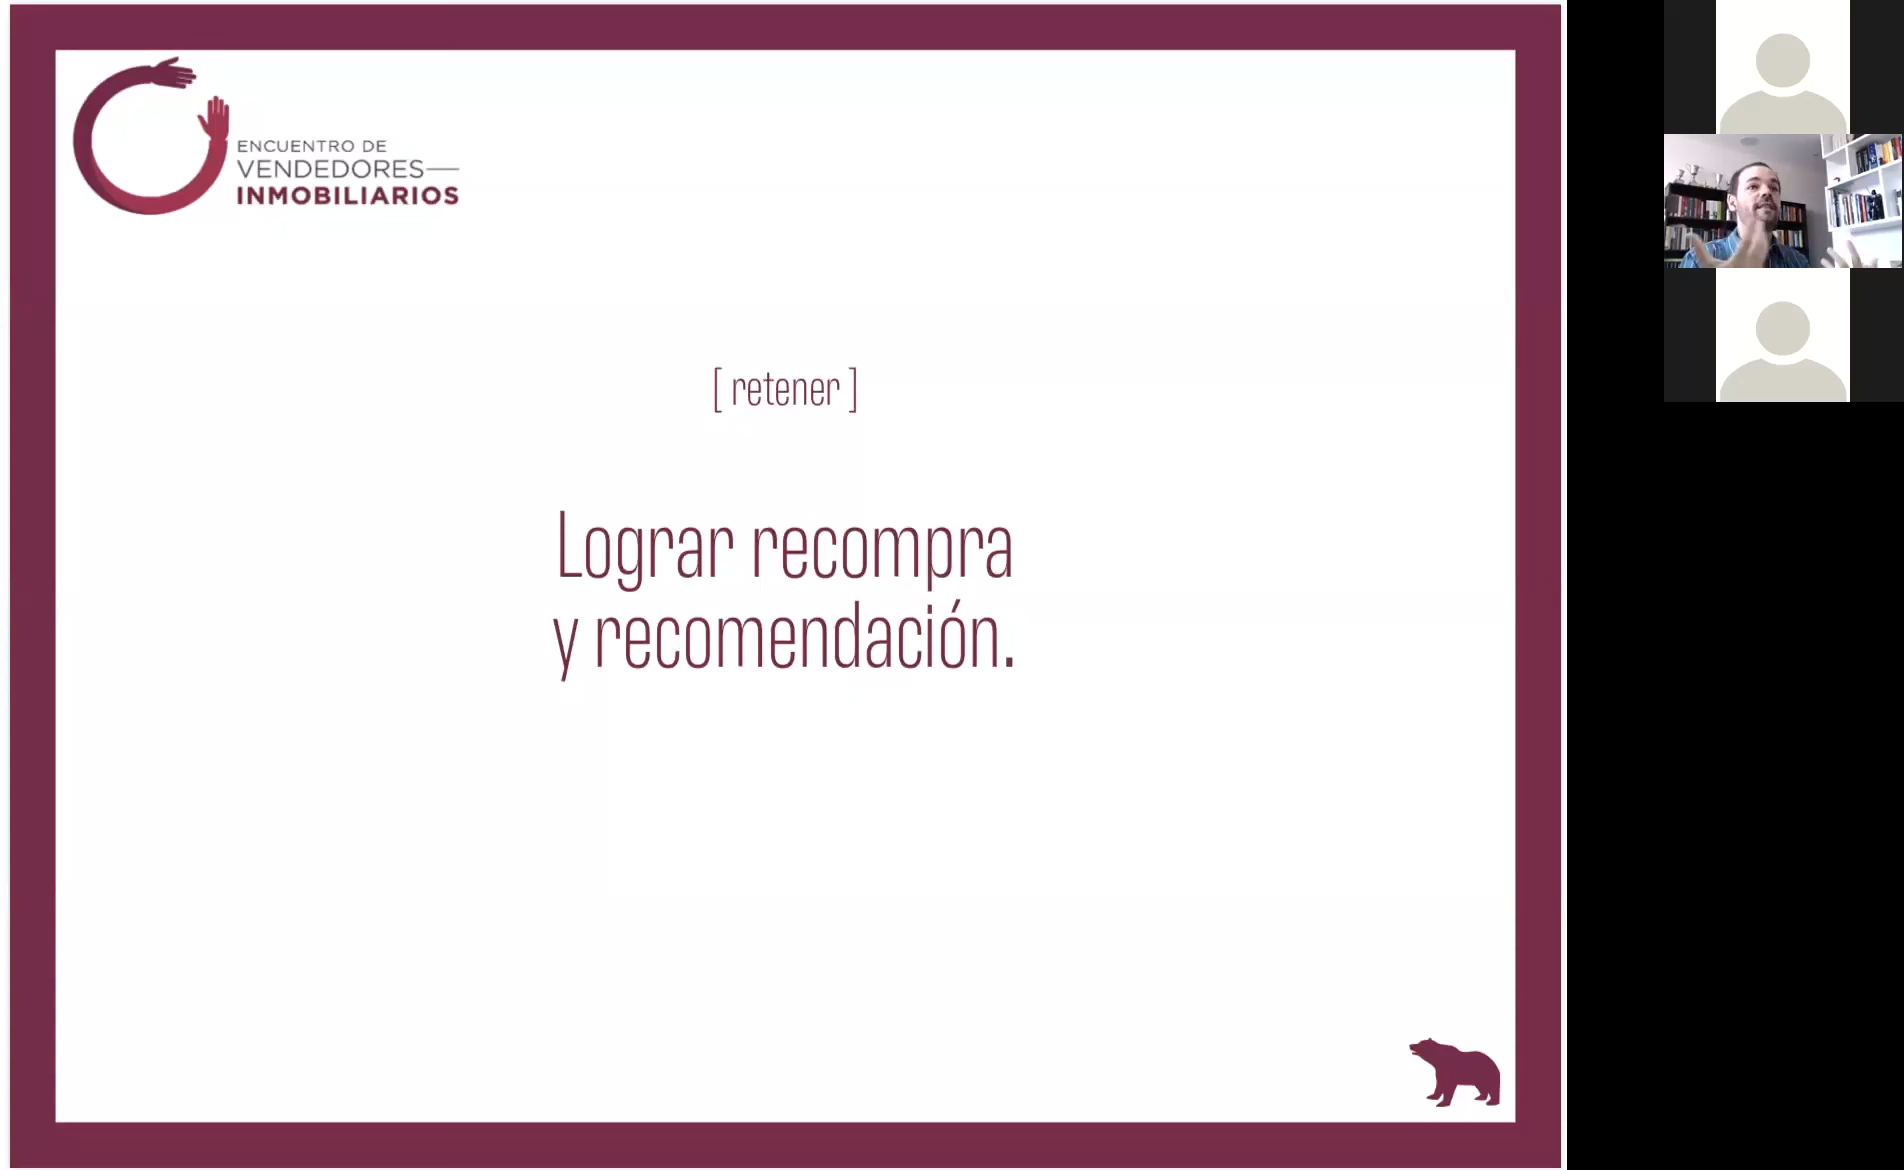 ENCUENTRO DE
VENDEDORES—
INMOBILIARIOS
[ retener ]
Lograr recompra
y recomendación.